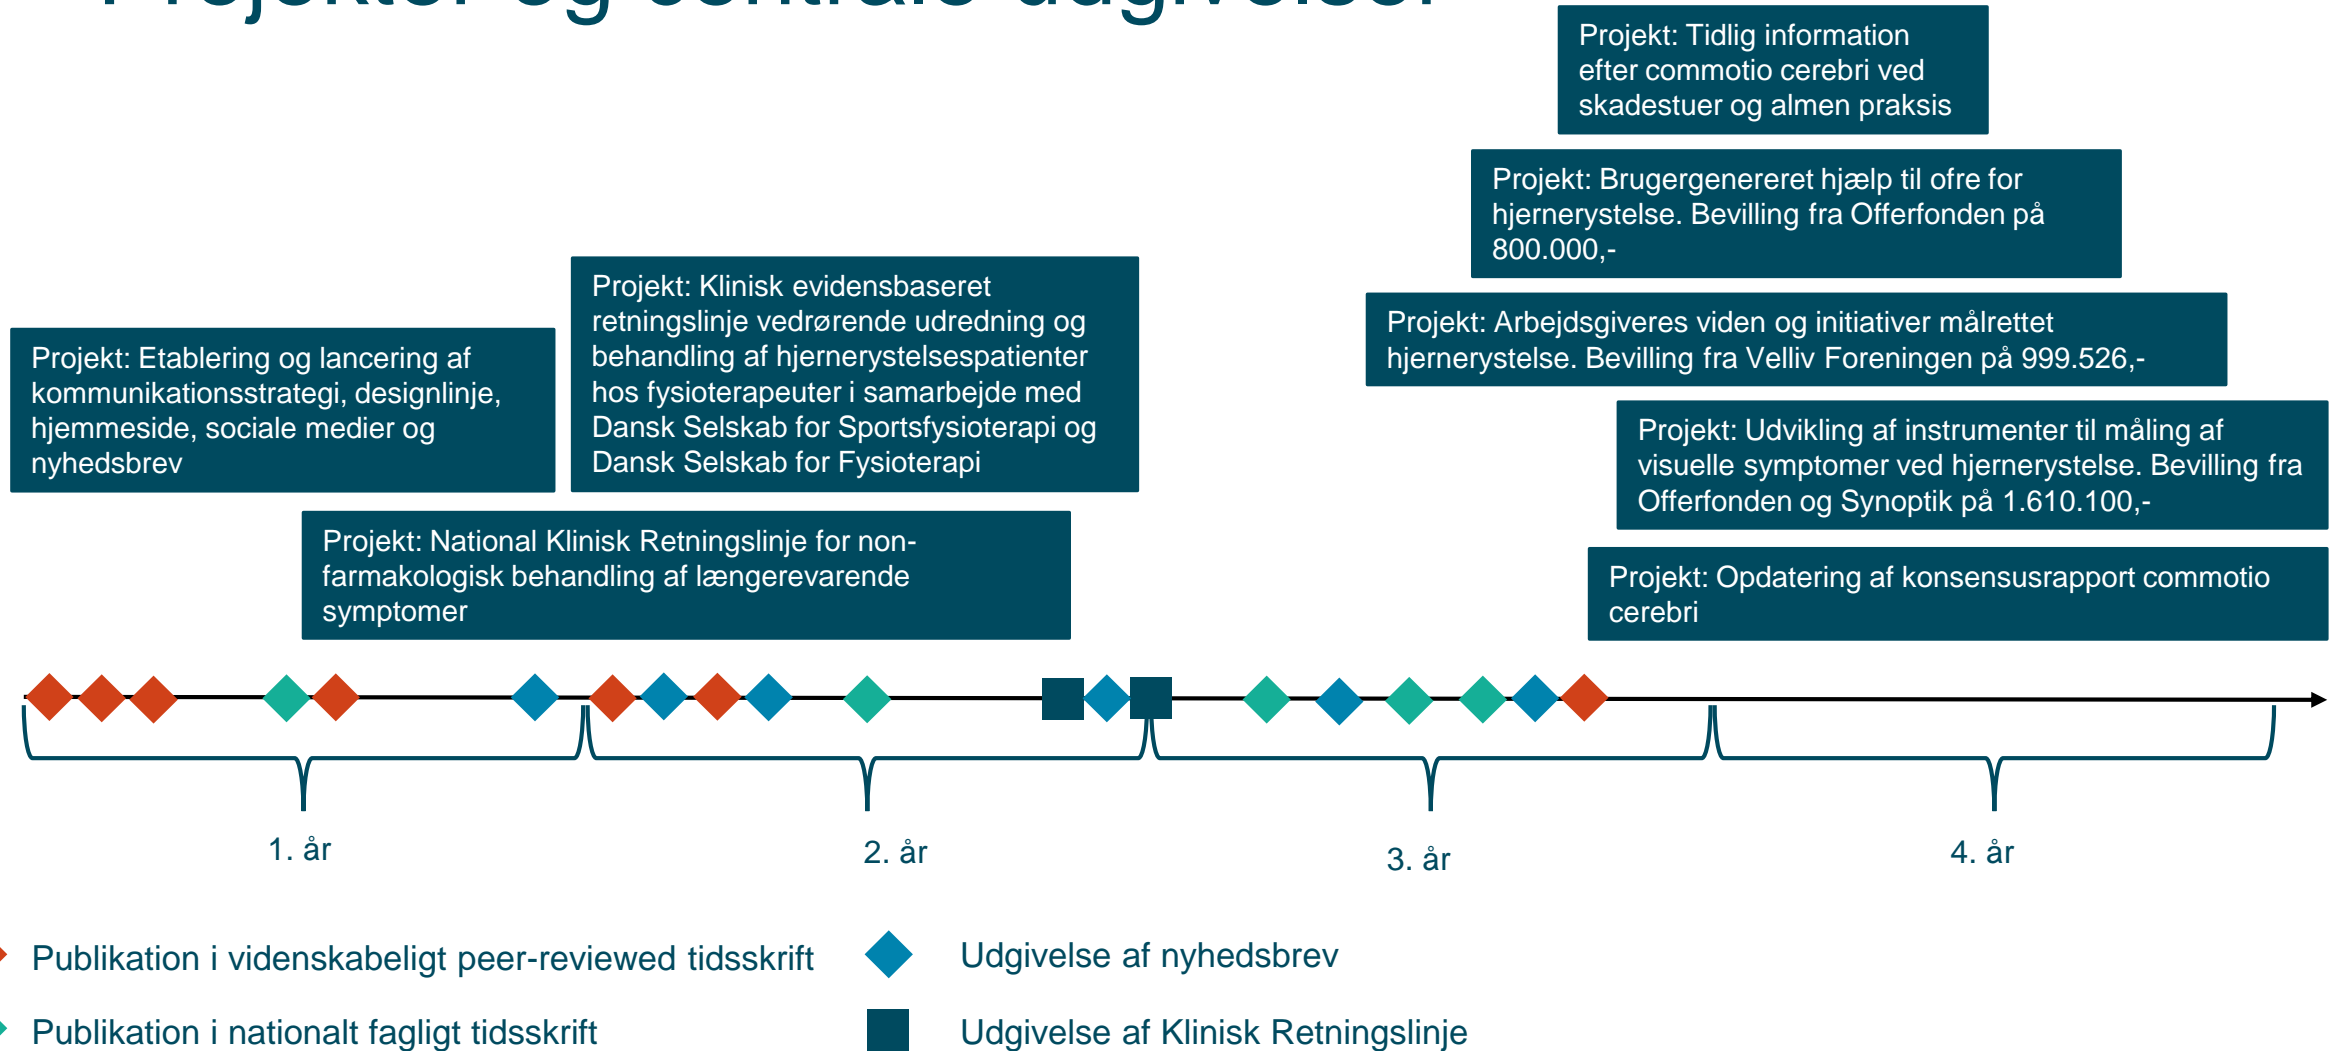 Projekter og centrale udgivelser
Projekt: Tidlig information
efter commotio cerebri ved
skadestuer og almen praksis
Projekt: Brugergenereret hjælp til ofre for
hjernerystelse. Bevilling fra Offerfonden på
800.000,-
Projekt: Klinisk evidensbaseret
retningslinje vedrørende udredning og
behandling af hjernerystelsespatienter
hos fysioterapeuter i samarbejde med
Dansk Selskab for Sportsfysioterapi og
Dansk Selskab for Fysioterapi
Projekt: Arbejdsgiveres viden og initiativer målrettet
hjernerystelse. Bevilling fra Velliv Foreningen på 999.526,-
Projekt: Etablering og lancering af
kommunikationsstrategi, designlinje,
hjemmeside, sociale medier og
nyhedsbrev
Projekt: Udvikling af instrumenter til måling af
visuelle symptomer ved hjernerystelse. Bevilling fra
Offerfonden og Synoptik på 1.610.100,-
Projekt: National Klinisk Retningslinje for non-
farmakologisk behandling af længerevarende
symptomer
Projekt: Opdatering af konsensusrapport commotio
cerebri
1. år
2. år
3. år
4. år
Publikation i videnskabeligt peer-reviewed tidsskrift
Udgivelse af nyhedsbrev
Publikation i nationalt fagligt tidsskrift
Udgivelse af Klinisk Retningslinje